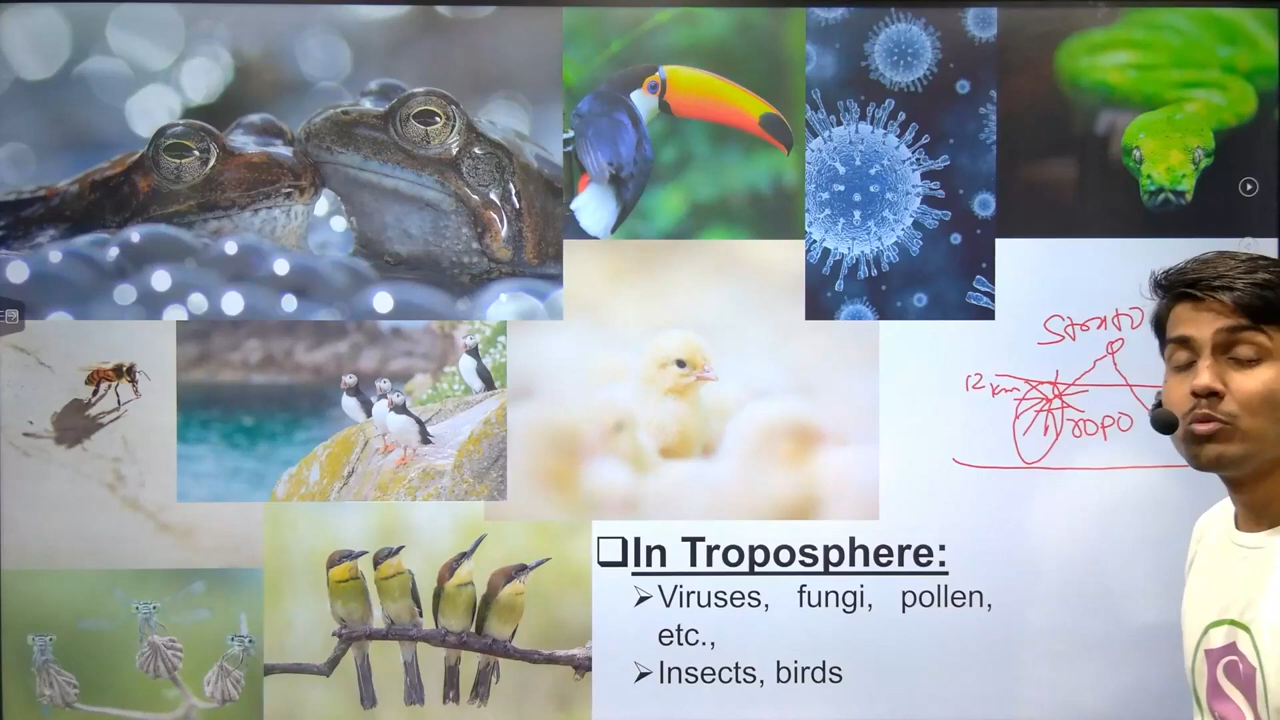 Strato
12 km
Tropo
❑In Troposphere:
➢Viruses, fungi, pollen,
etc.,
➢Insects, birds
S